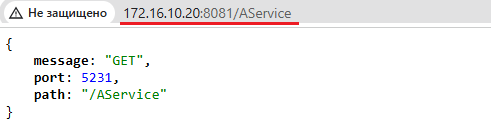 Не защищено 172.16.10.20:8081/AService
{
    message: "GET",
    port: 5231,
    path: "/AService"
}